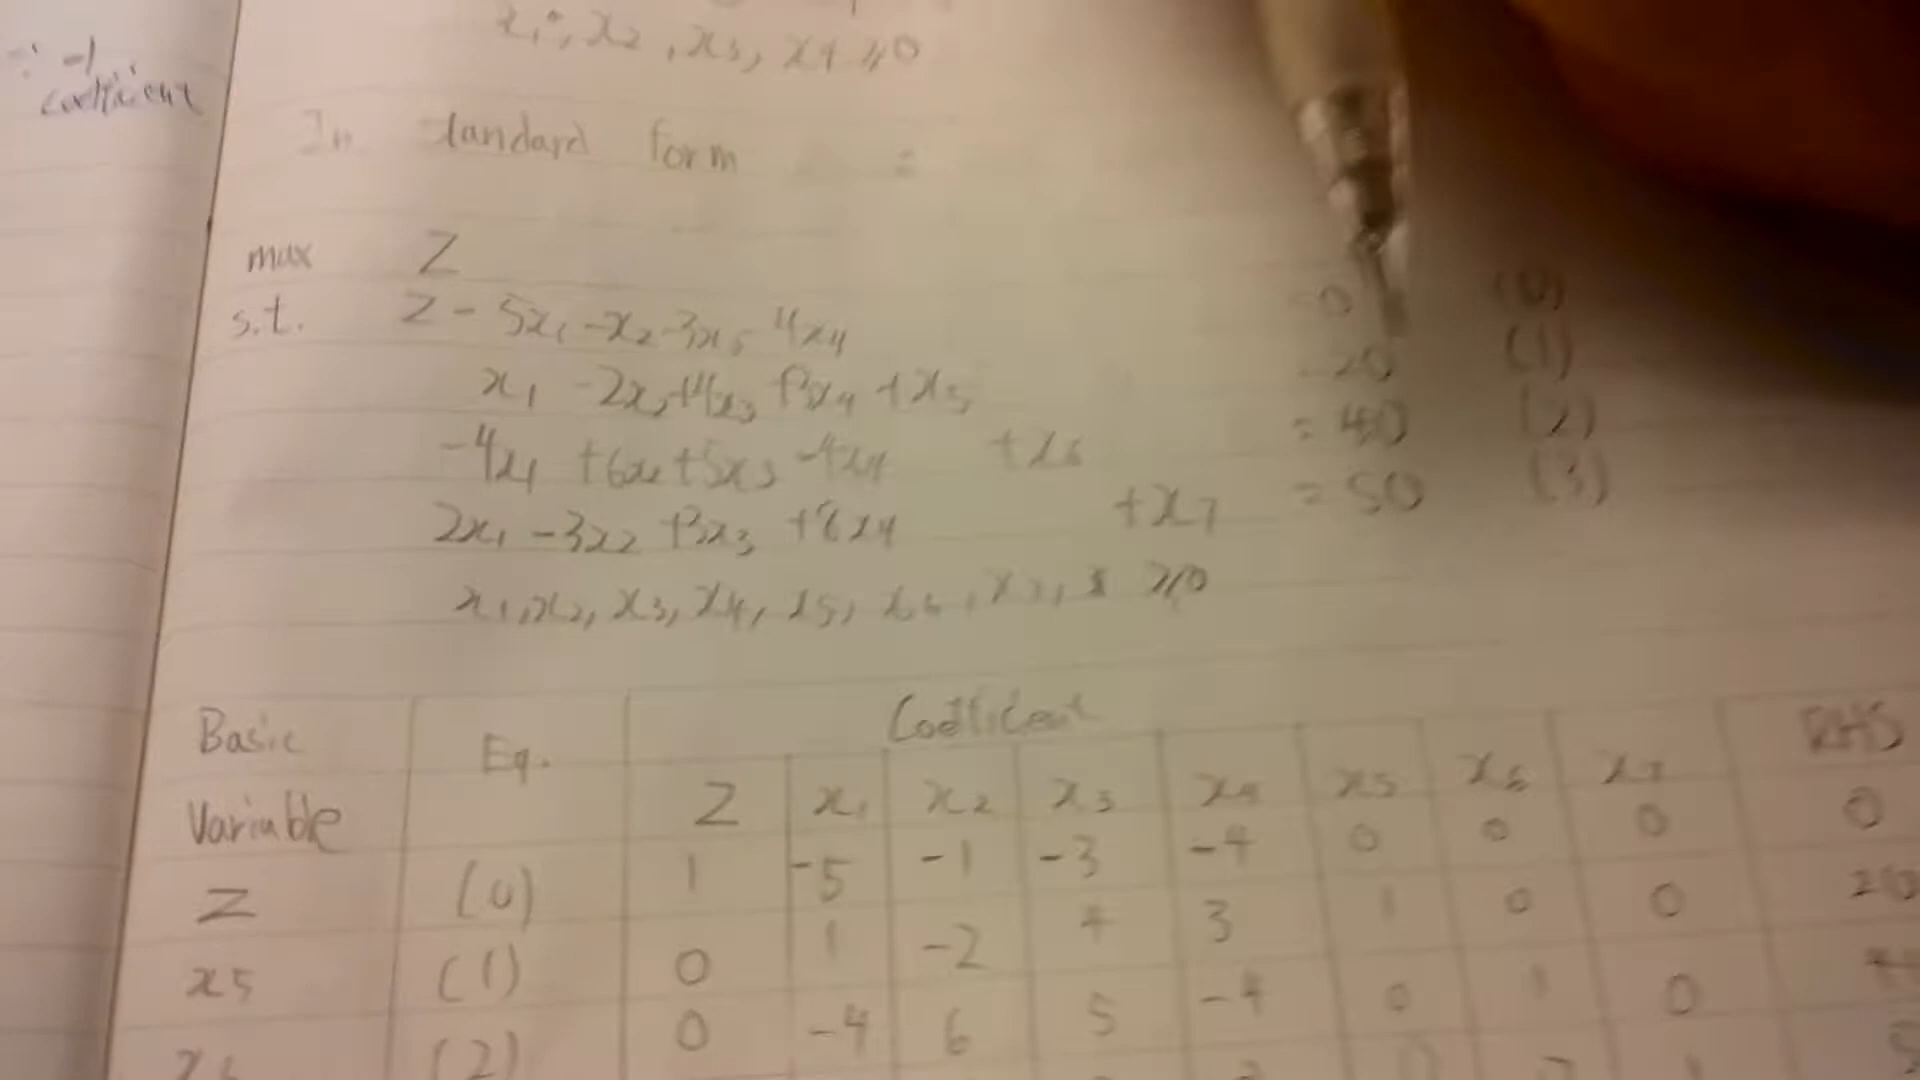 ∵ -1
coefficient
x1, x2, x3, x4 ≥ 0
In standard form :
max Z
s.t. Z - 5x1 - x2 - 3x3 - 4x4 = 0 (0)
x1 - 2x2 + 4x3 + 3x4 + x5 = 20 (1)
-4x1 + 6x2 + 5x3 - 4x4 + x6 = 40 (2)
2x1 - 3x2 + 3x3 + 8x4 + x7 = 50 (3)
x1, x2, x3, x4, x5, x6, x7, ≥ 0
Basic Variable Eq. Coefficient RHS
Z x1 x2 x3 x4 x5 x6 x7
Z (0) 1 -5 -1 -3 -4 0 0 0 0
x5 (1) 0 1 -2 4 3 1 0 0 20
x6 (2) 0 -4 6 5 -4 0 1 0